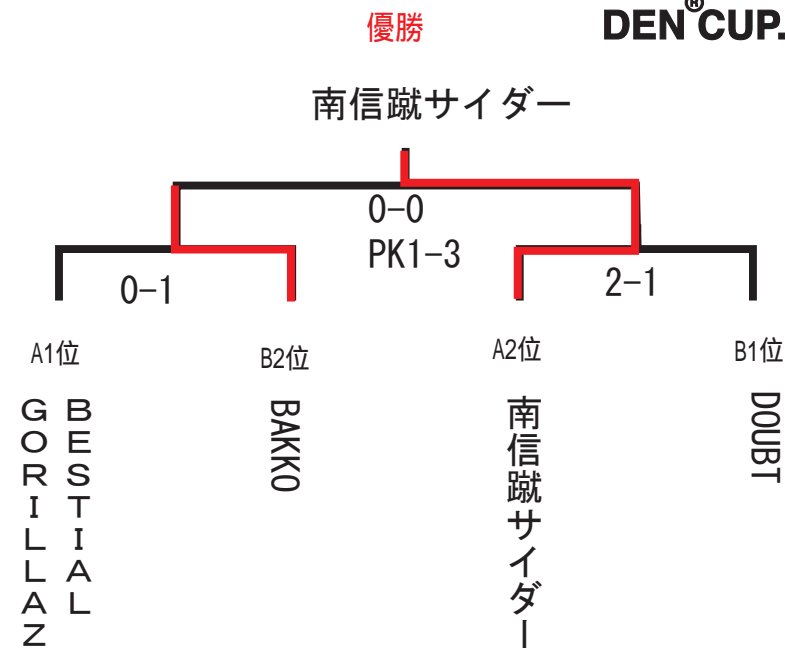 優勝
DEN®CUP.
南信蹴サイダー
0-0
PK1-3
0-1
2-1
A1位
B2位
A2位
B1位
BESTIAL
GORILLAZ
BAKKO
南信蹴サイダー
DOUBT